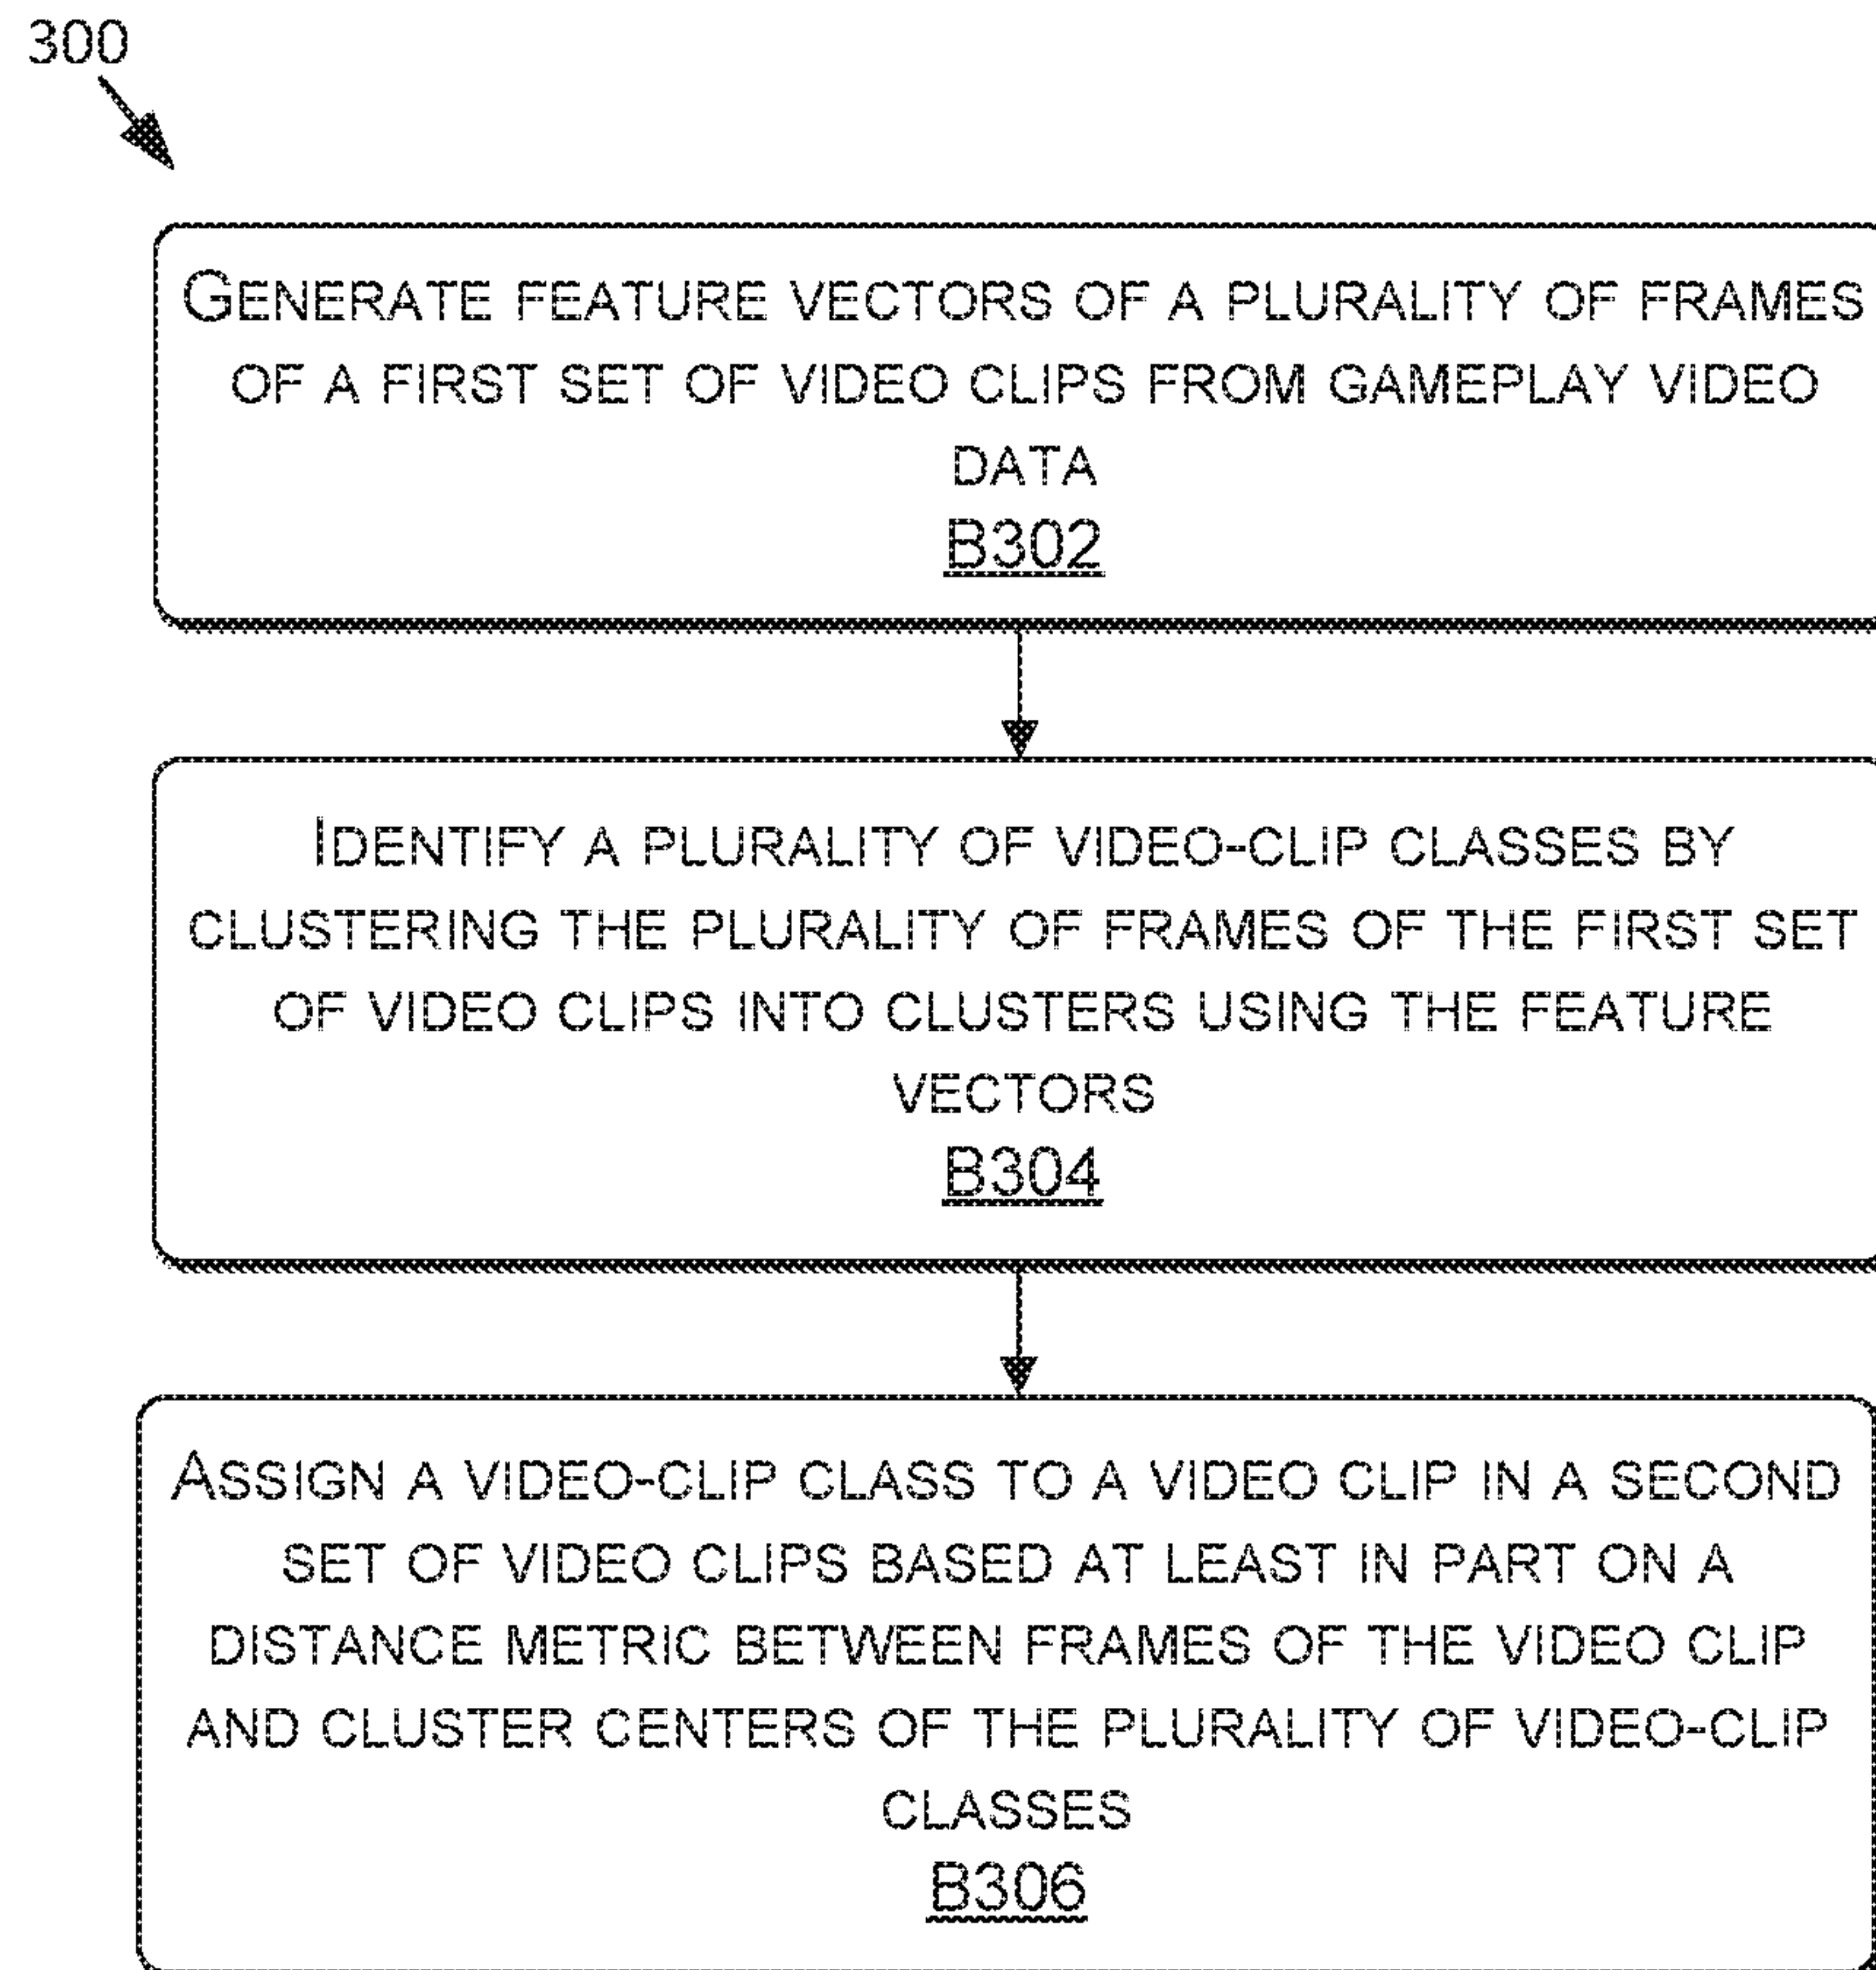 300
GENERATE FEATURE VECTORS OF A PLURALITY OF FRAMES
OF A FIRST SET OF VIDEO CLIPS FROM GAMEPLAY VIDEO
DATA
B302
IDENTIFY A PLURALITY OF VIDEO-CLIP CLASSES BY
CLUSTERING THE PLURALITY OF FRAMES OF THE FIRST SET
OF VIDEO CLIPS INTO CLUSTERS USING THE FEATURE
VECTORS
B304
ASSIGN A VIDEO-CLIP CLASS TO A VIDEO CLIP IN A SECOND
SET OF VIDEO CLIPS BASED AT LEAST IN PART ON A
DISTANCE METRIC BETWEEN FRAMES OF THE VIDEO CLIP
AND CLUSTER CENTERS OF THE PLURALITY OF VIDEO-CLIP
CLASSES
B306